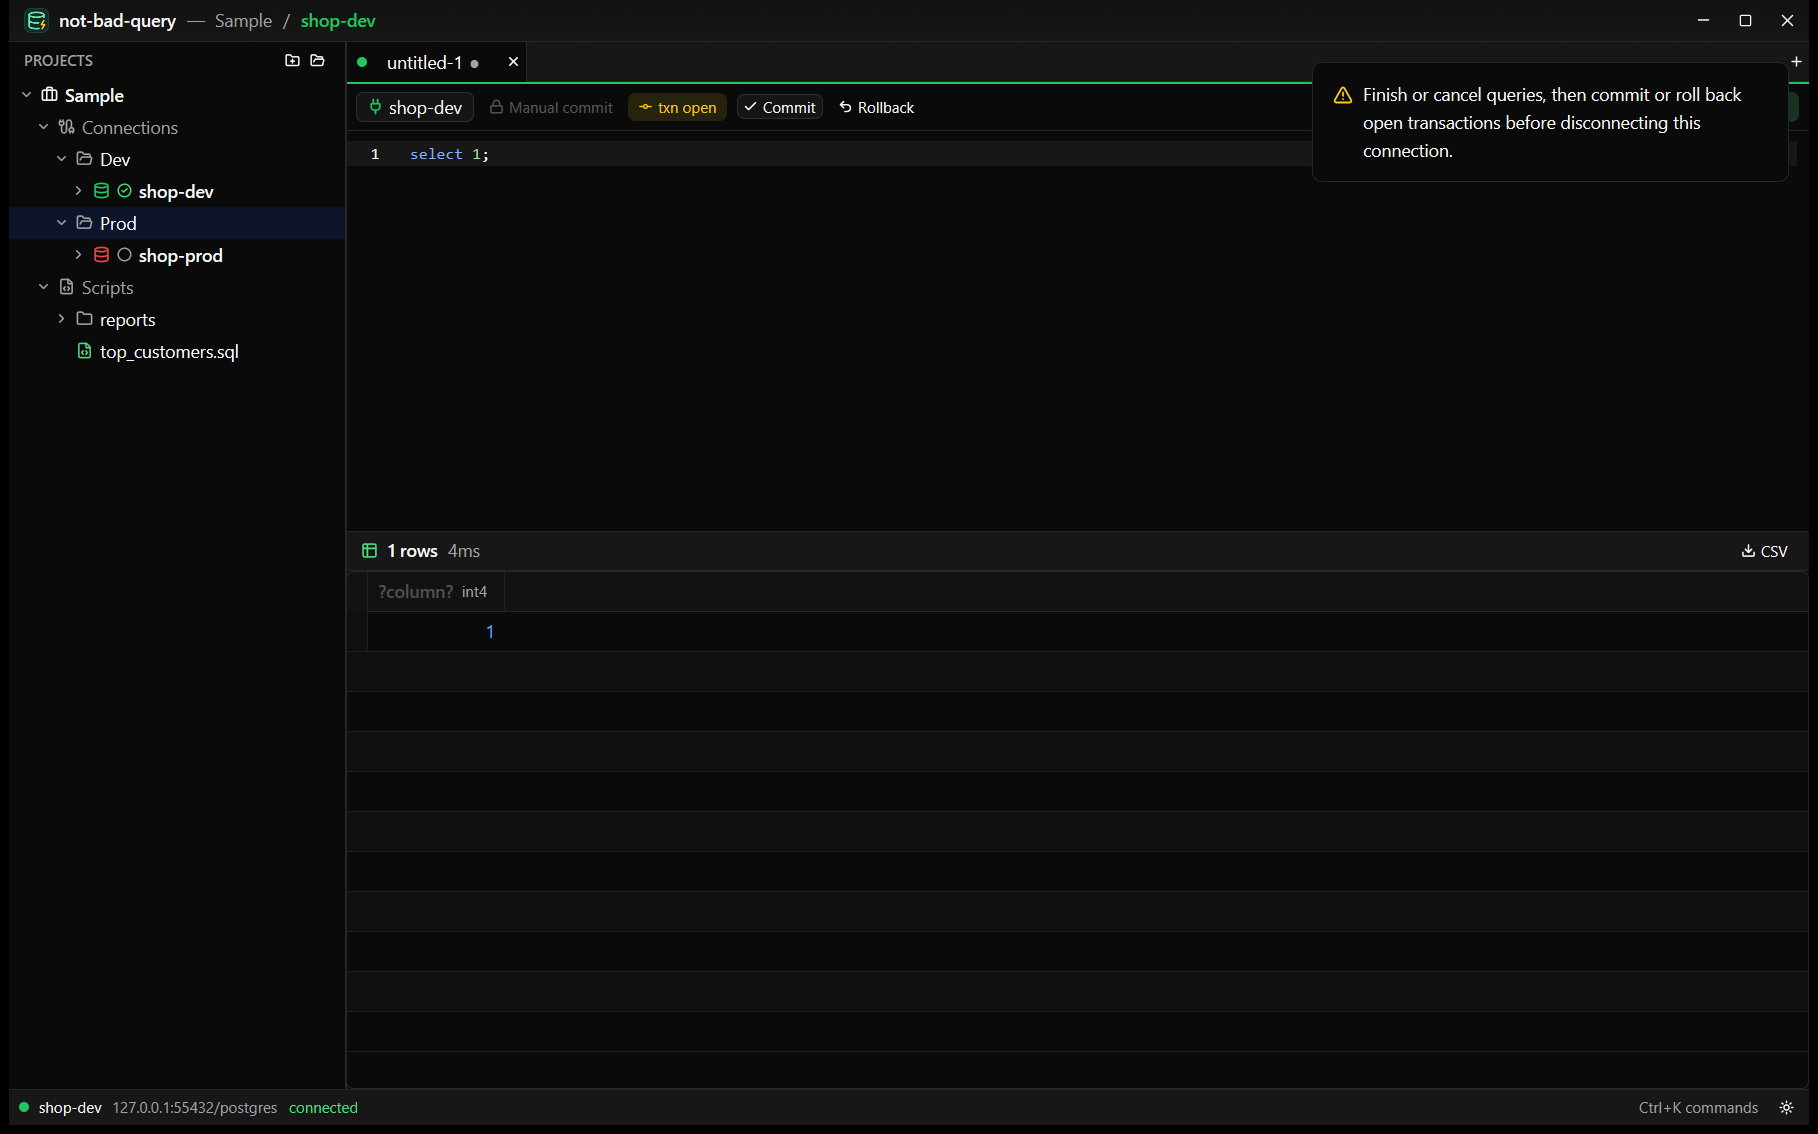 not-bad-query — Sample / shop-dev
PROJECTS
Sample
Connections
Dev
shop-dev
Prod
shop-prod
Scripts
reports
top_customers.sql
untitled-1
shop-dev Manual commit txn open Commit Rollback
Finish or cancel queries, then commit or roll back
open transactions before disconnecting this
connection.
1 select 1;
1 rows 4ms CSV
?column? int4
1
shop-dev 127.0.0.1:55432/postgres connected Ctrl+K commands